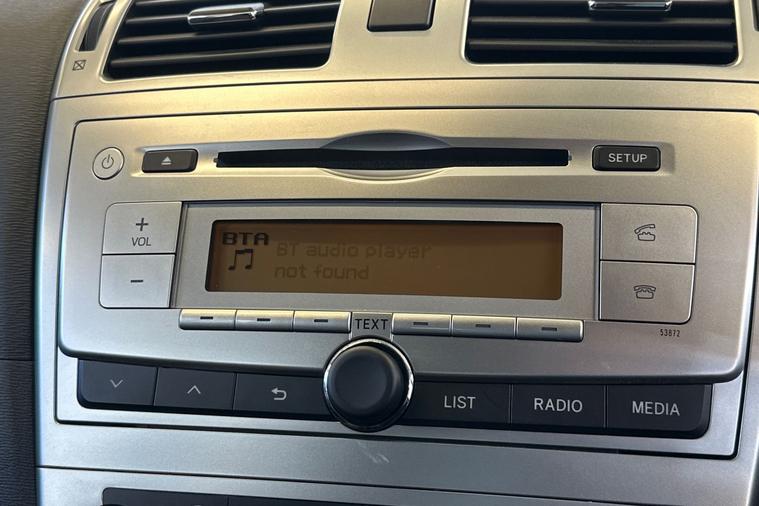 SETUP
+
VOL
-
BTA BT audio player
not found
TEXT
53872
LIST
RADIO
MEDIA